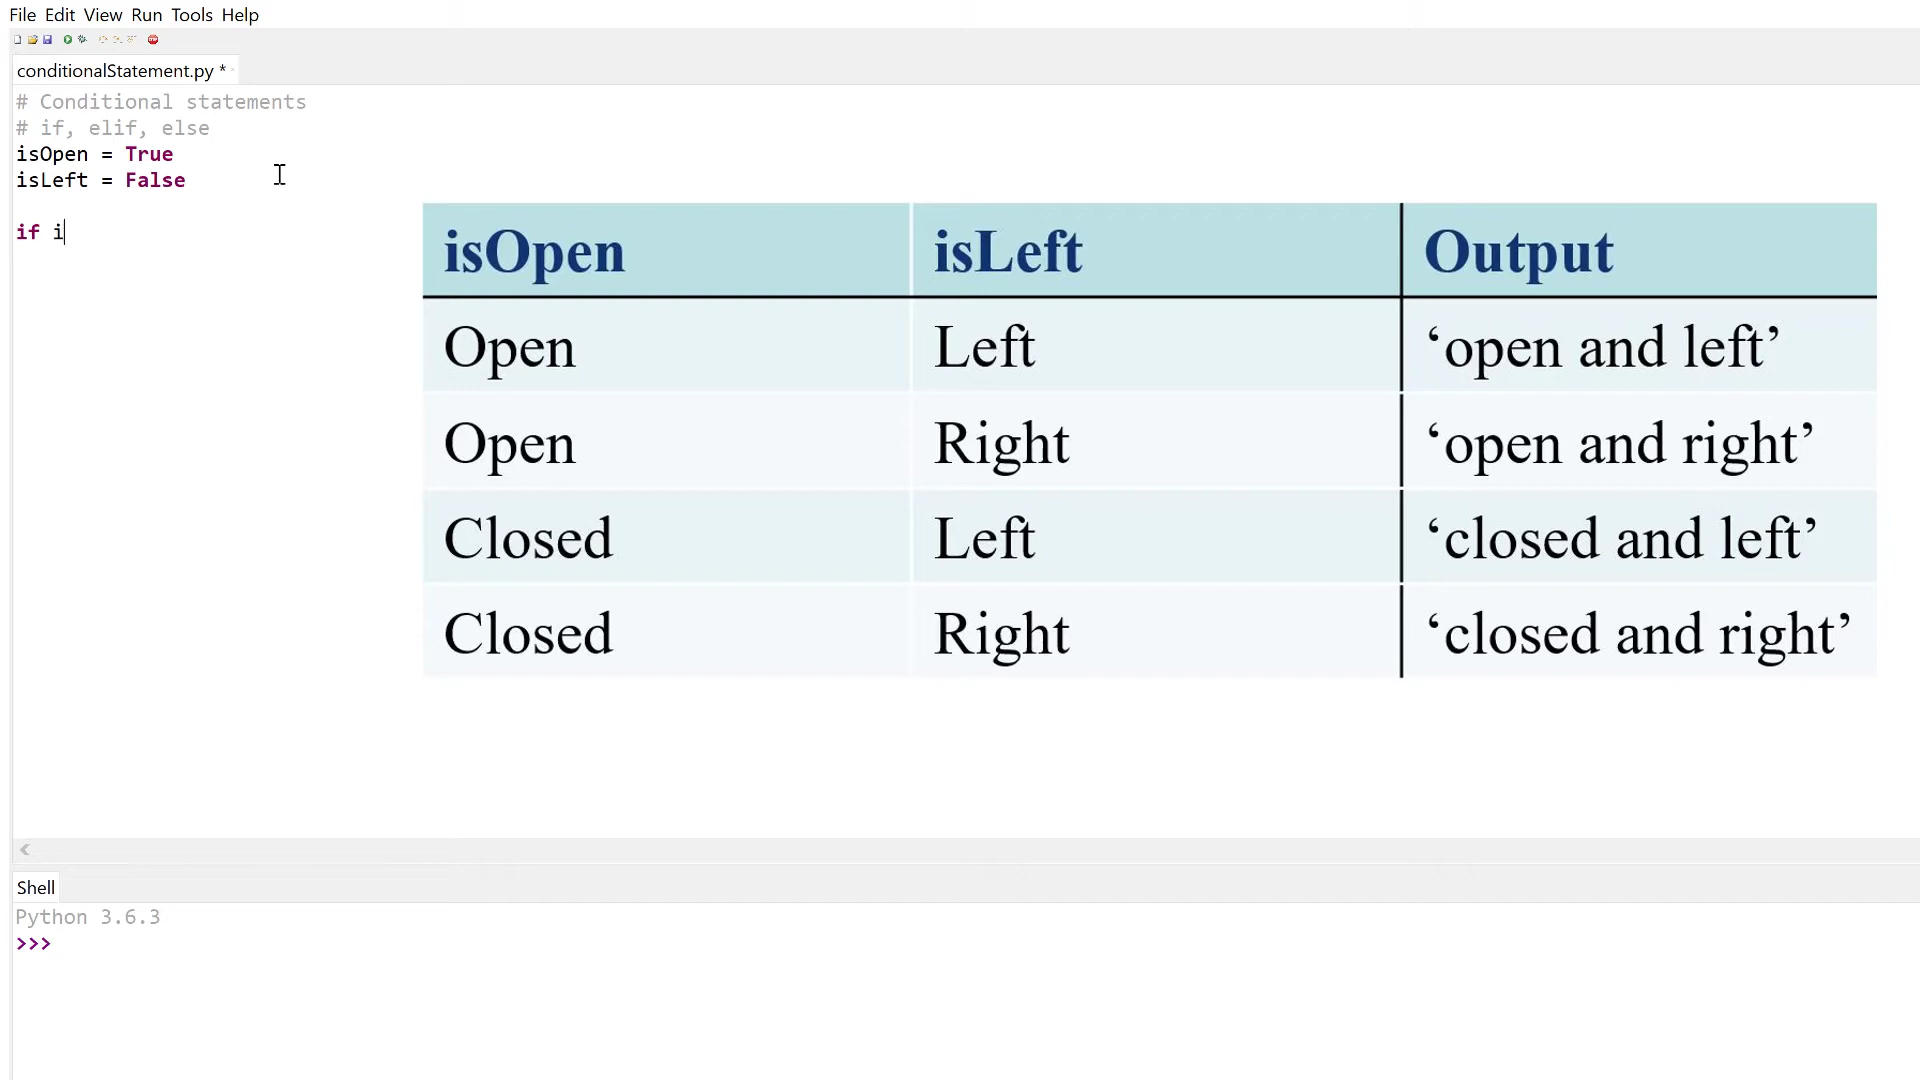 File Edit View Run Tools Help
conditionalStatement.py *
# Conditional statements
# if, elif, else
isOpen = True
isLeft = False
if i
isOpen isLeft Output
Open Left ‘open and left’
Open Right ‘open and right’
Closed Left ‘closed and left’
Closed Right ‘closed and right’
Shell
Python 3.6.3
>>>